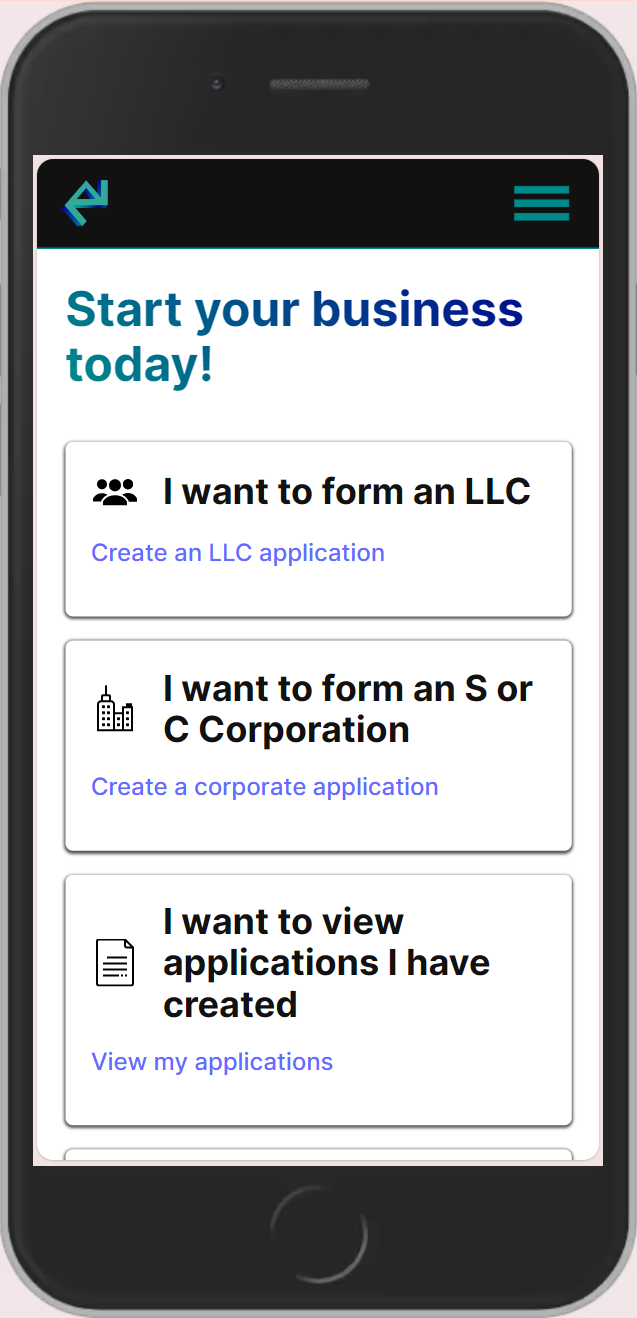 Start your business
today!
I want to form an LLC
Create an LLC application
I want to form an S or
C Corporation
Create a corporate application
I want to view
applications I have
created
View my applications